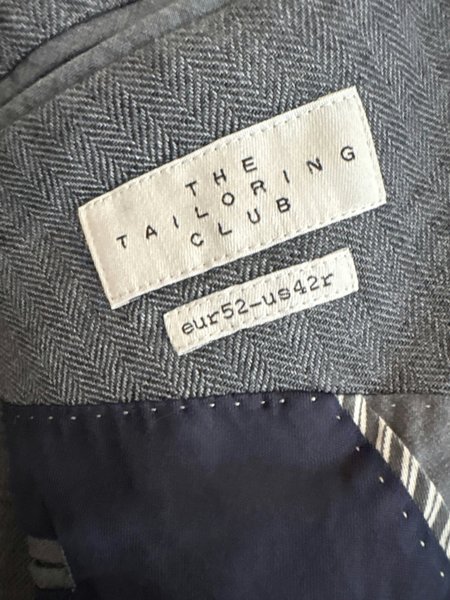 THE
TAILORING
CLUB
eur52-us42r